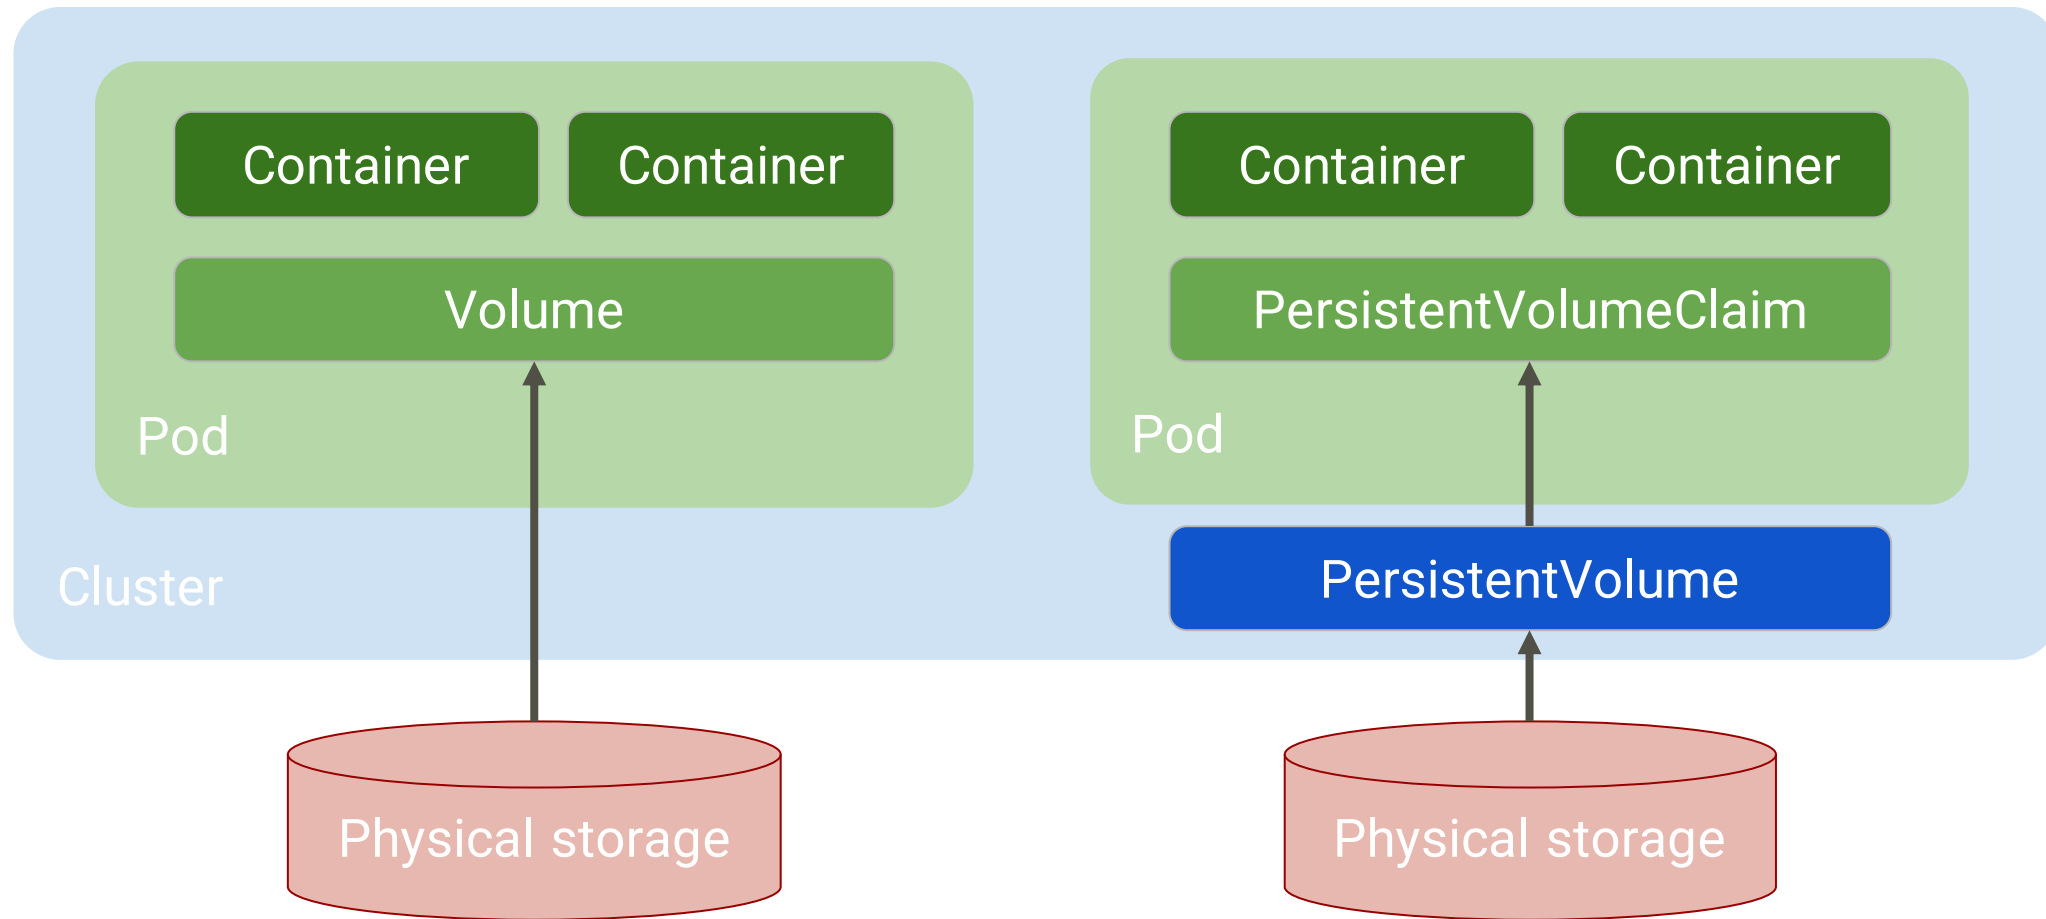 Container
Container
Volume
Pod
Container
Container
PersistentVolumeClaim
Pod
Cluster
PersistentVolume
Physical storage
Physical storage